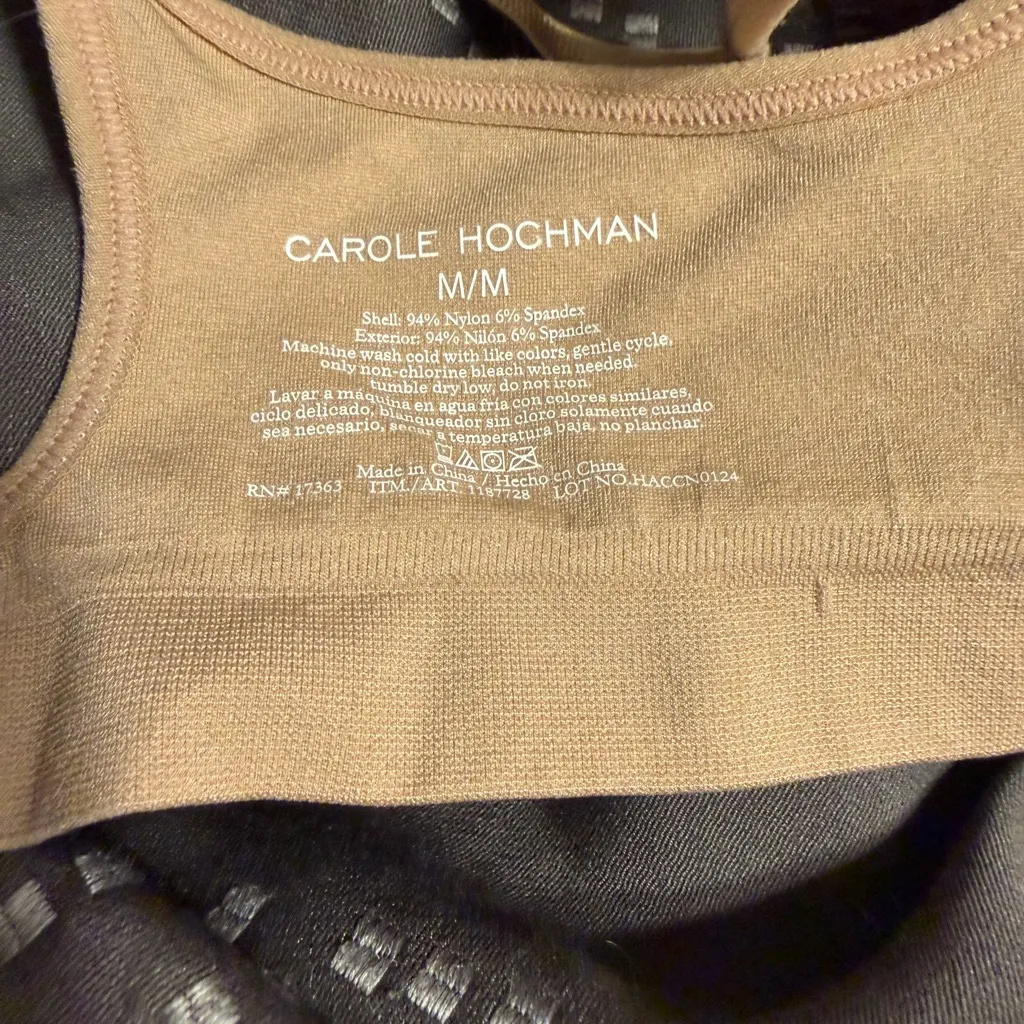 CAROLE HOCHMAN
M/M
Shell: 94% Nylon 6% Spandex
Exterior: 94% Nilón 6% Spandex
Machine wash cold with like colors, gentle cycle,
only non-chlorine bleach when needed.
tumble dry low, do not iron.
Lavar a máquina en agua fría con colores similares,
ciclo delicado, blanqueador sin cloro solamente cuando
sea necesario, secar a temperatura baja, no planchar.
Made in China / Hecho en China
RN# 17363 ITM./ART 1187728 LOT NO.HACCN0124